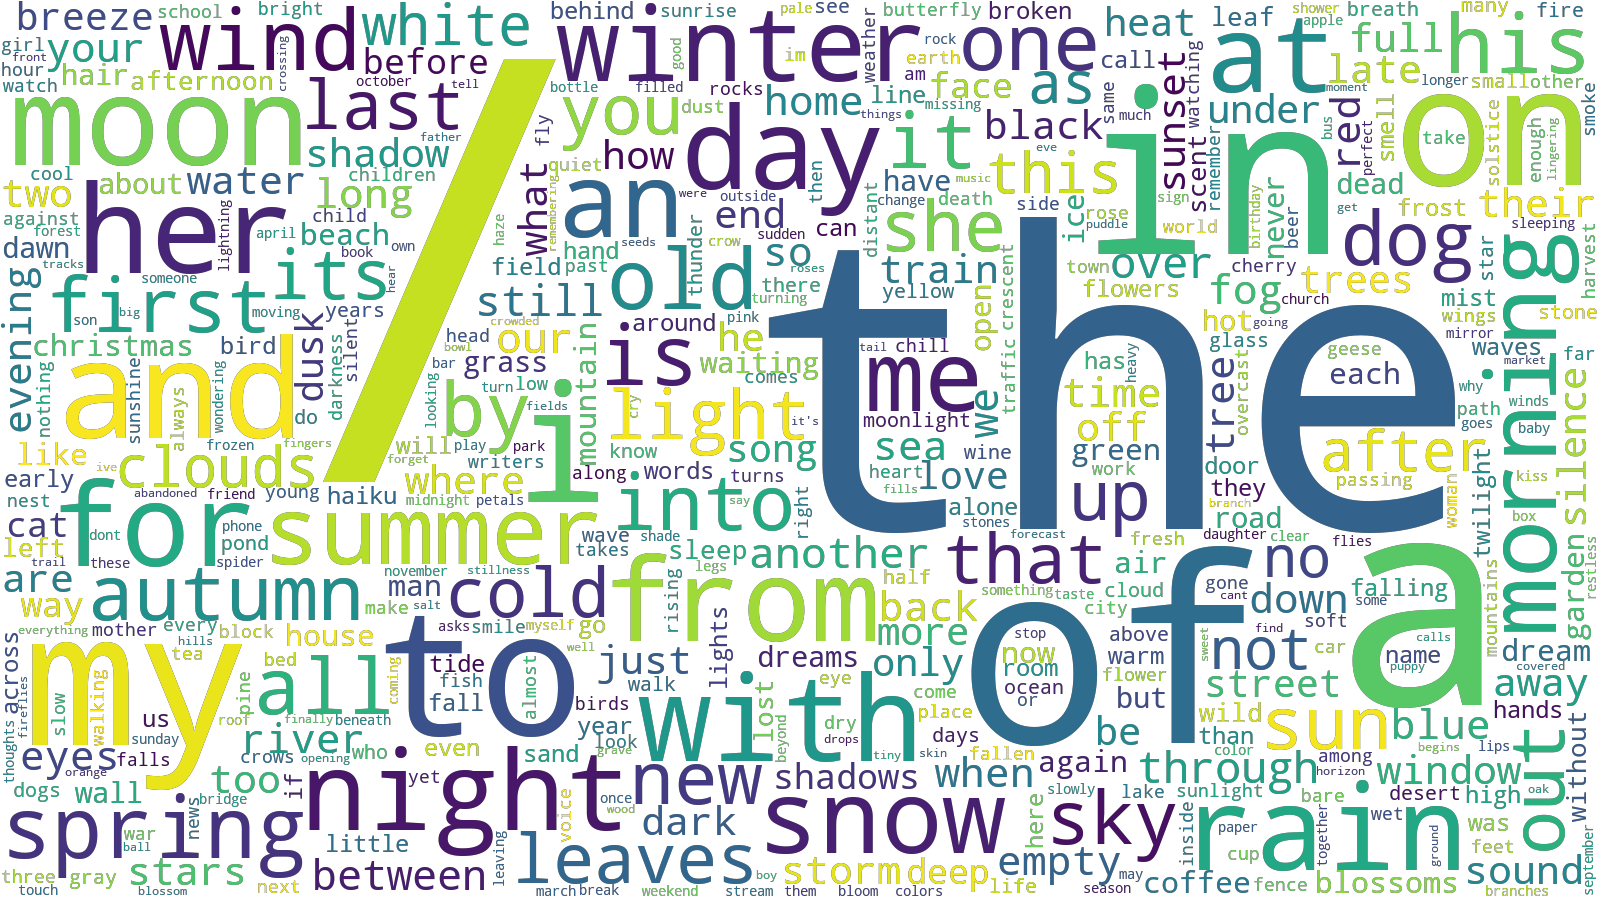 breeze school bright wind white behind sunrise winter pale see one butterfly broken heat leaf at shower apple many breath fire
girl front hour watch your hair afternoon before october tell crossing bottle filled good im weather am rock earth call full his
moon last / you dust rocks home line missing face as same much under late longer small other moment
shadow father fly quiet how day things black it this sunset scent watching remember bus red perfect smell take on solstice enough lingering smoke
cool two about water long children what remembering an were outside then have eve music change death side ice rose puddle sign never birthday beer dead get frost their
against forest dawn her child april beach book own lightning haze seeds crow end sudden can distant she world dog sleeping
tracks someone its hear field past old thunder so roses there turning train yellow open crescent traffic town over flowers cherry church trees mist wings star harvest stone
evening son big first moving years still around pink the in fog hot going mirror morning waves
christmas bird dusk silent head crowded our bowl is he waiting tail chill we has glass geese each market far
nothing sunshine and darkness looking bar grass turn low mountain comes me moonlight time heavy tree overcast why winds path goes baby silence
always wondering do frozen fingers by fields light cry it's know song sea wine off green after
like clouds ive will forget play park writers i along words turns heart love work door passing woman twilight kiss
early nest abandoned friend young haiku where midnight petals into say right fills alone stones up they road branch box
cat for phone pond spider summer wave shade takes sleep another forecast daughter clear flies
left dont trail these november stillness legs that fresh air no restless
are autumn man cold from half something taste cloud of gone cant down falling some a garden mountains
way make salt rising back city soft
everything mother every hills block house to asks smile myself go well more stop now above not find calls name puppy dream covered
across my tea bed all tide fish coming fall almost just lights dreams only room ocean or warm but sweet car away
fireflies slow walking us sunday roof pine finally beneath birds walk with lost eye come flower street hands
thoughts eyes falls orange river who opening even year look sand grave beyond dry drops tiny place days skin fallen be wild than sun blue begins lips without out
dogs wall crows too if yet night once wood new shadows when again through color among horizon window oak
news bridge spring war ball little leaving voice dark snow slowly here lake sunlight sky bare desert high
stars between leaves storm deep empty inside paper cup rain together wet ground was feet sound september
three gray touch blossom next march break weekend stream boy them bloom colors life season may coffee fence blossoms branches